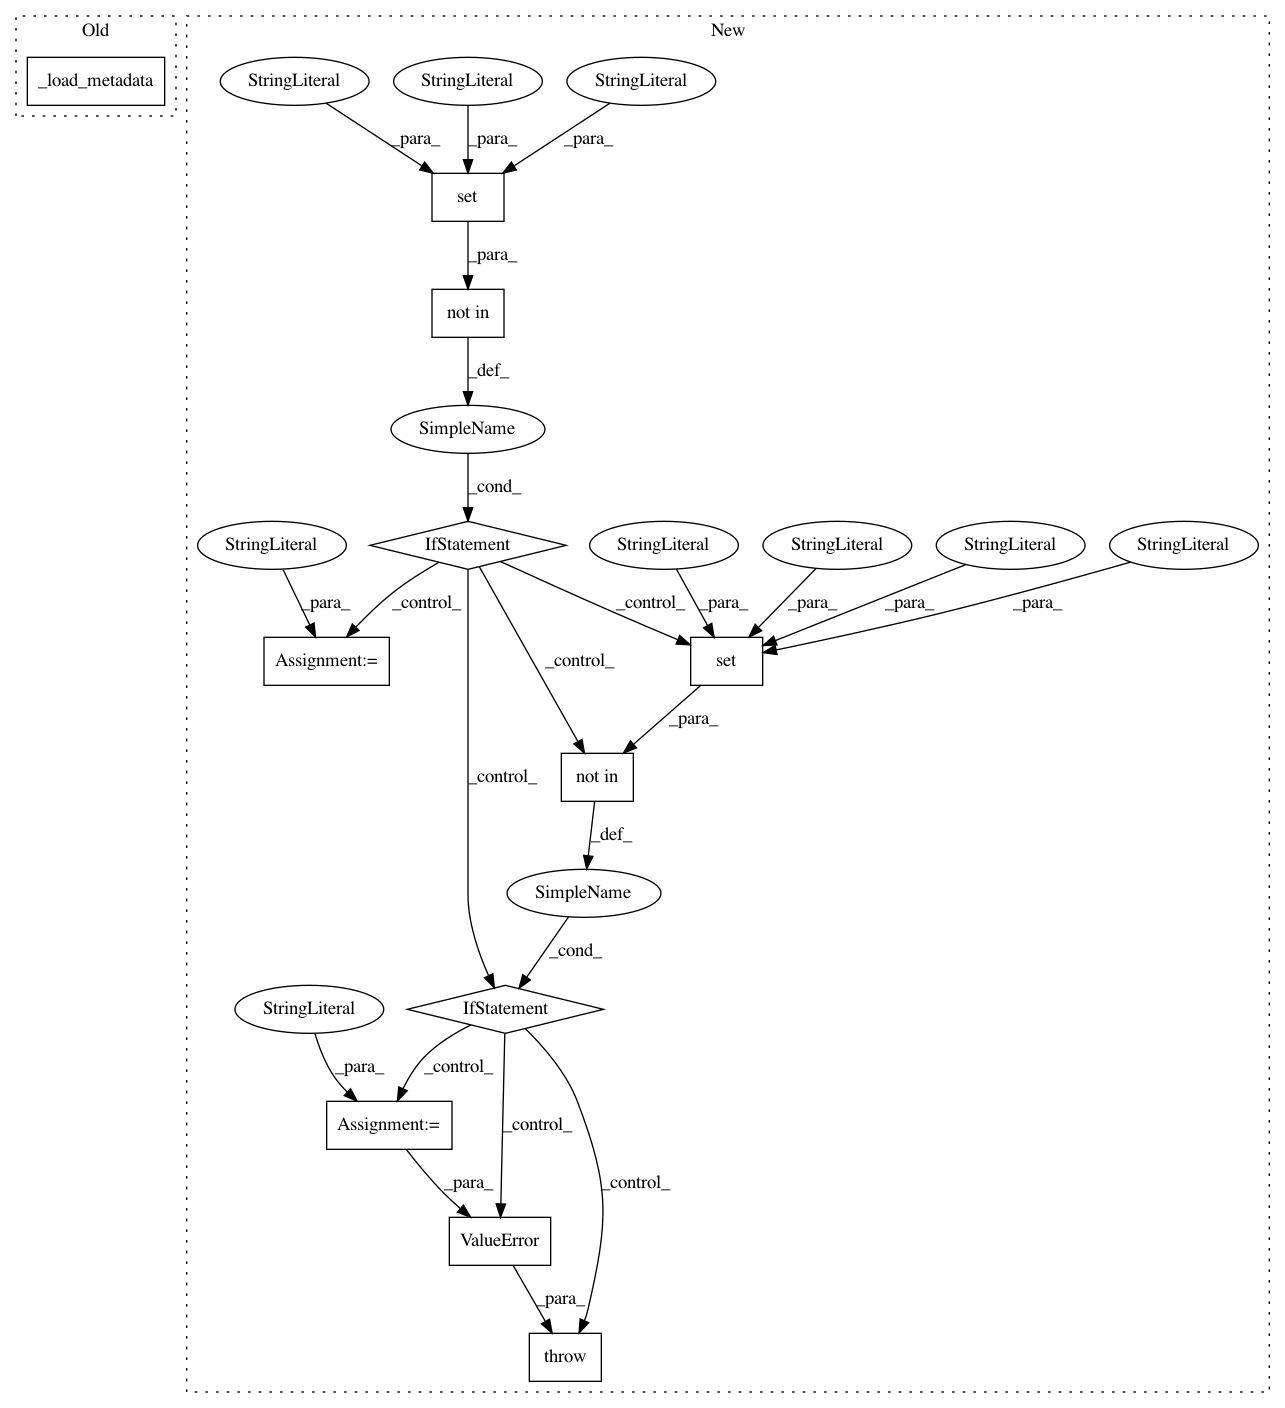 Old
New
_load_metadata
StringLiteral
StringLiteral
StringLiteral
_para_
_para_
_para_
set
_para_
not in
_def_
SimpleName
_cond_
StringLiteral
IfStatement
StringLiteral
StringLiteral
StringLiteral
StringLiteral
_para_
_control_
_control_
_para_
_para_
_para_
_para_
Assignment:=
_control_
set
_para_
_control_
not in
_def_
SimpleName
_cond_
StringLiteral
IfStatement
_para_
_control_
Assignment:=
_control_
_para_
_control_
ValueError
_para_
throw